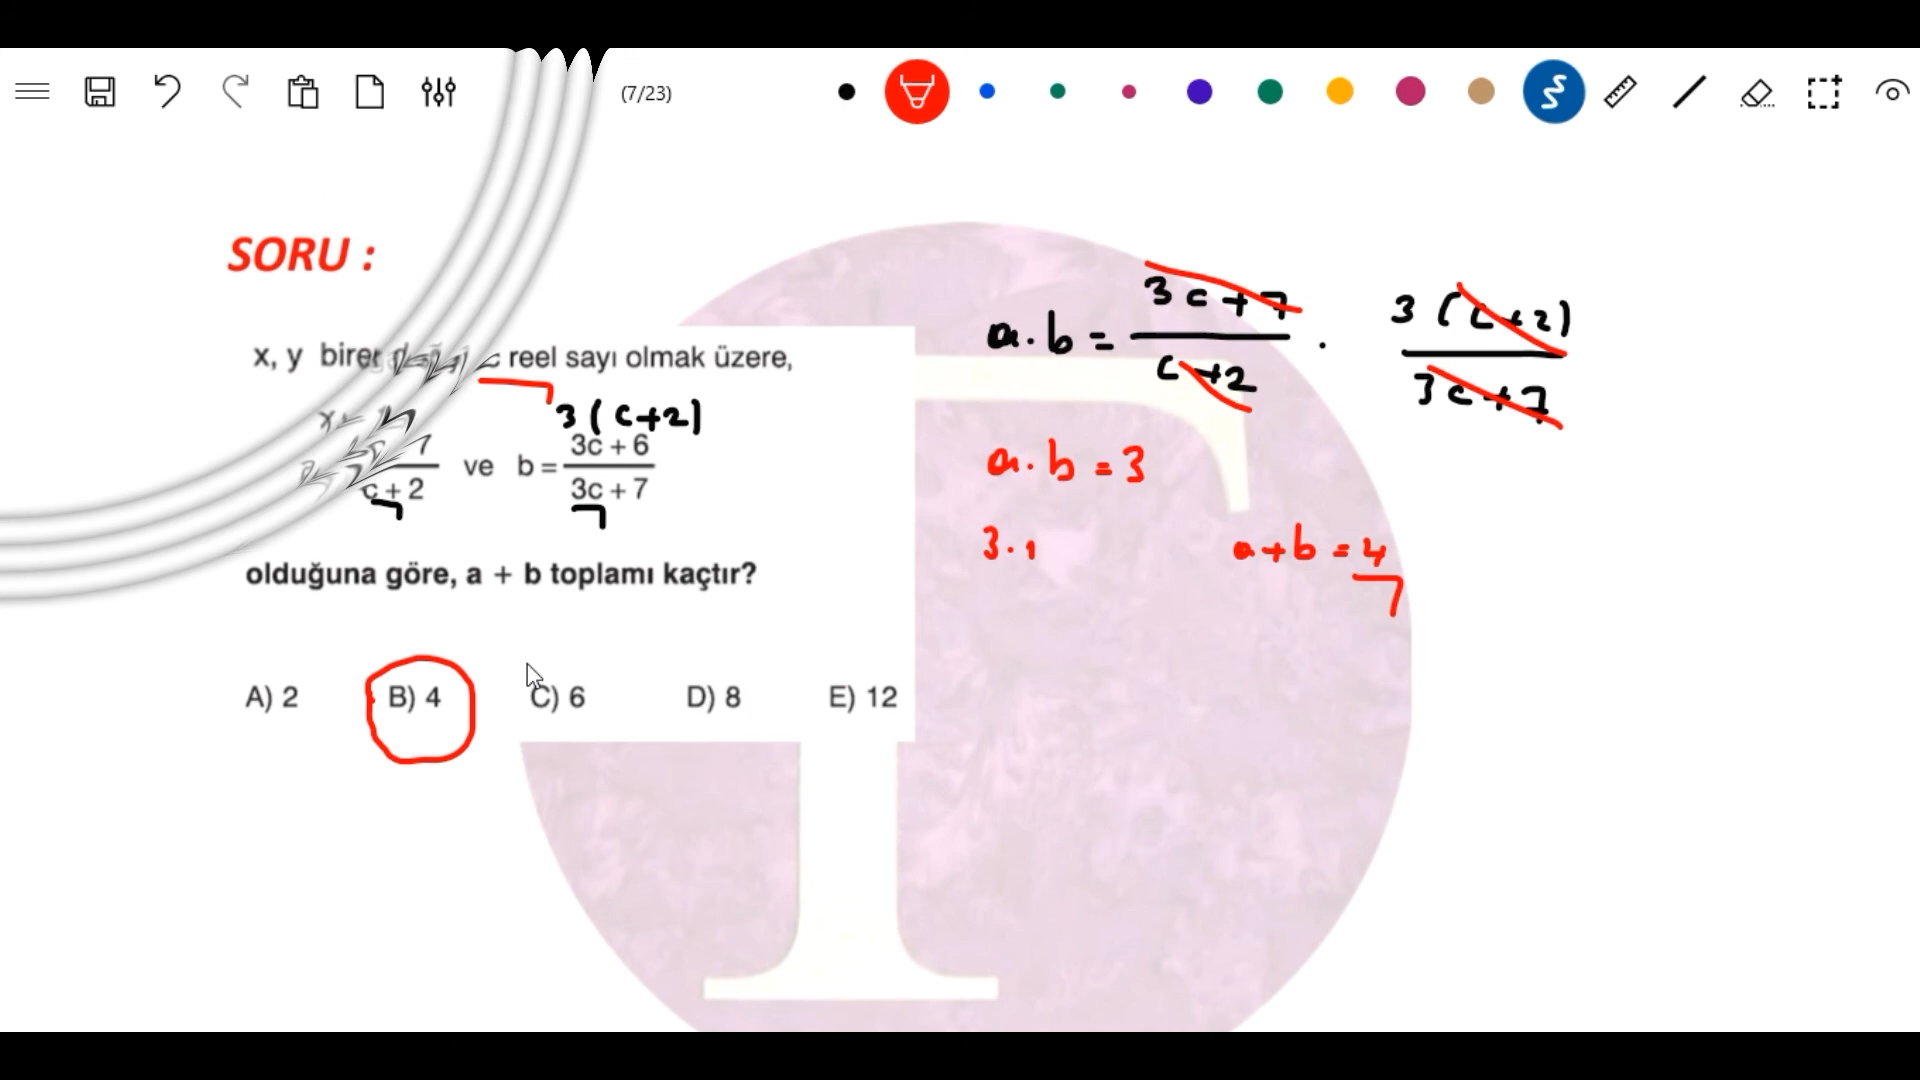 (7/23)
SORU :
x, y birer reel sayı olmak üzere,
3(c+2)
7
c + 2
ve b = 3c + 6
3c + 7
olduğuna göre, a + b toplamı kaçtır?
A) 2 B) 4 C) 6 D) 8 E) 12
a.b = 3c+7 . 3(c+2)
c+2 3c+7
a.b = 3
3.1 a+b = 4